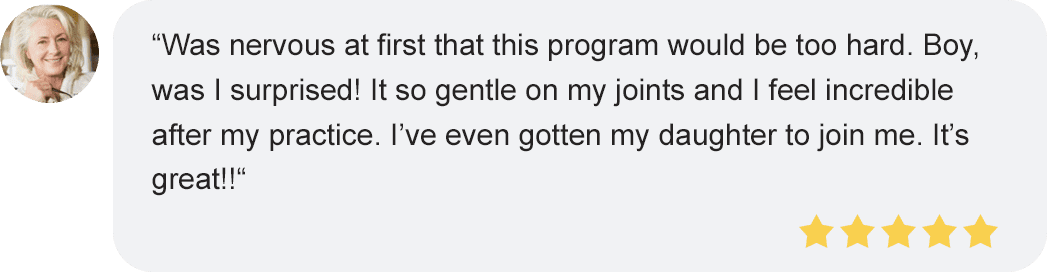 “Was nervous at first that this program would be too hard. Boy,
was I surprised! It so gentle on my joints and I feel incredible
after my practice. I’ve even gotten my daughter to join me. It’s
great!!“